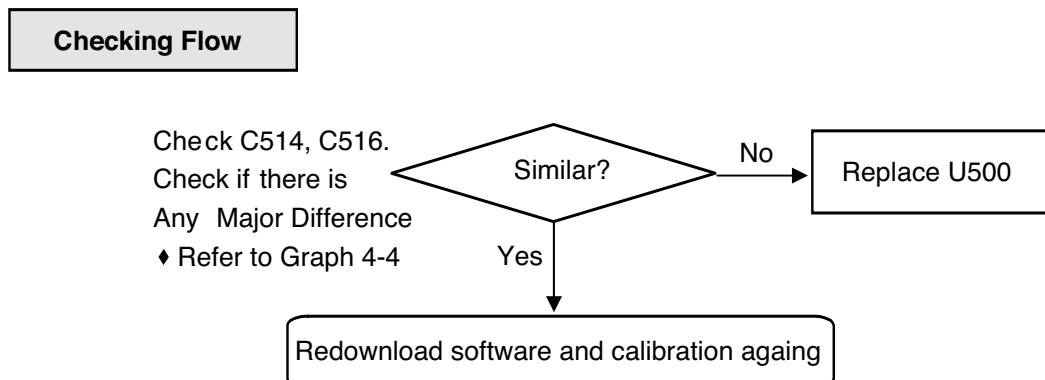 Checking Flow
Check C514, C516.
Check if there is
Any Major Difference
♦ Refer to Graph 4-4
Similar?
No
Replace U500
Yes
Redownload software and calibration againg